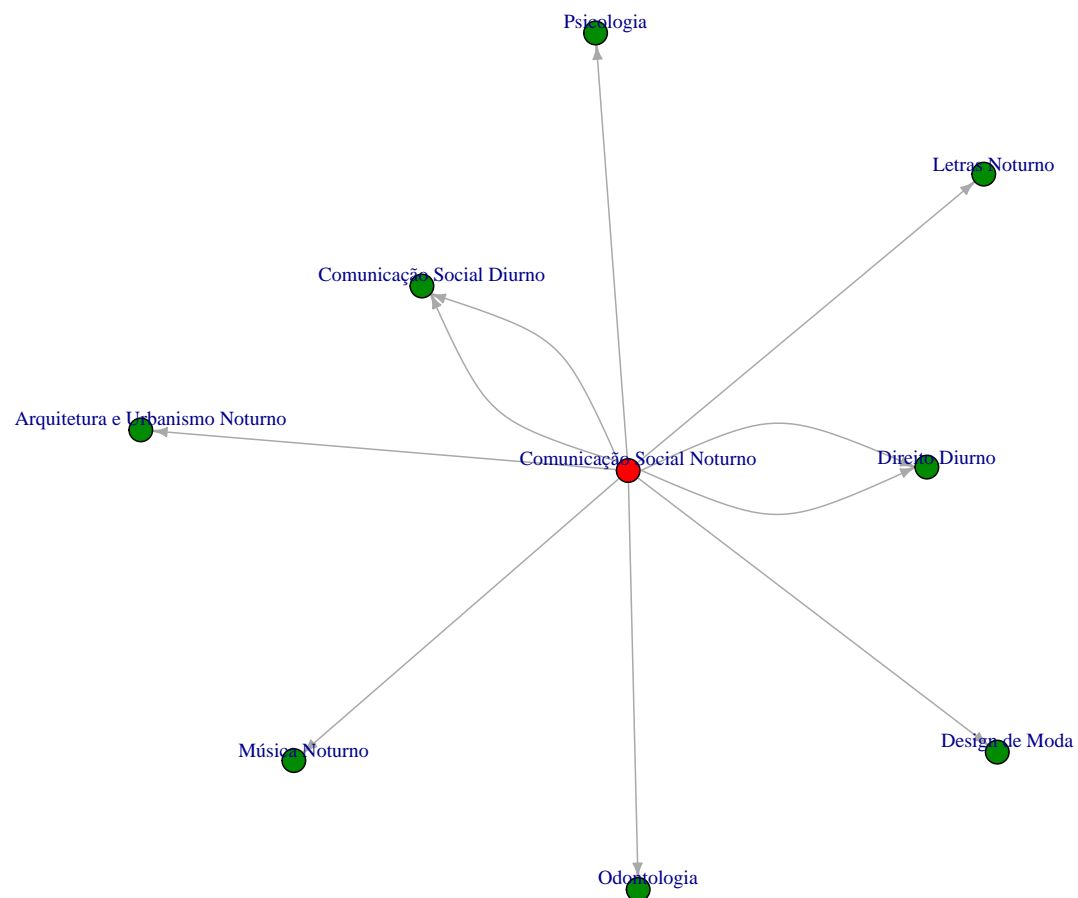 Psicologia
Letras Noturno
Comunicação Social Diurno
Arquitetura e Urbanismo Noturno
Comunicação Social Noturno
Direito Diurno
Música Noturno
Design de Moda
Odontologia